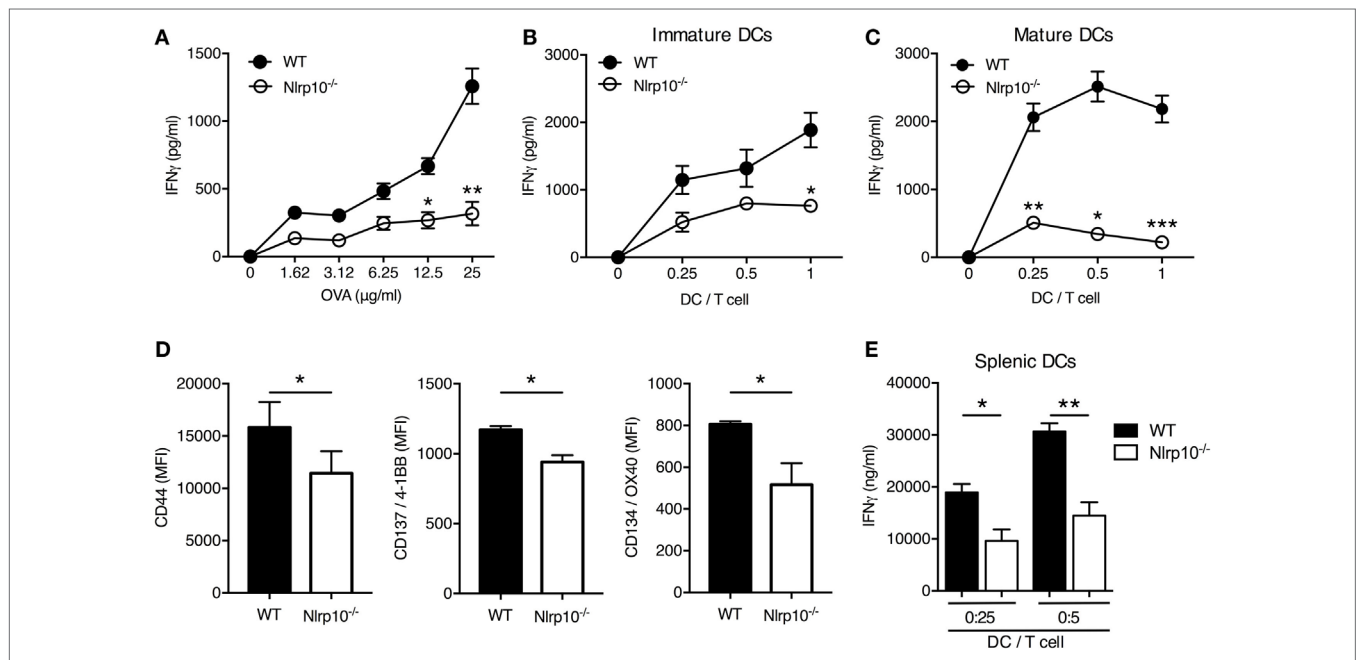 A
1500
1000
500
0
IFNγ (pg/ml)
WT
Nlrp10-/-
*
**
0 1.62 3.12 6.25 12.5 25
OVA (µg/ml)
B
Immature DCs
3000
2000
1000
0
IFNγ (pg/ml)
WT
Nlrp10-/-
*
0 0.25 0.5 1
DC / T cell
C
Mature DCs
3000
2000
1000
0
IFNγ (pg/ml)
WT
Nlrp10-/-
** * ***
0 0.25 0.5 1
DC / T cell
D
20000
15000
10000
5000
0
CD44 (MFI)
*
WT Nlrp10-/-
1500
1000
500
0
CD137 / 4-1BB (MFI)
*
WT Nlrp10-/-
1000
800
600
400
200
0
CD134 / OX40 (MFI)
*
WT Nlrp10-/-
E
Splenic DCs
40000
30000
20000
10000
0
IFNγ (ng/ml)
* **
WT
Nlrp10-/-
0:25 0:5
DC / T cell